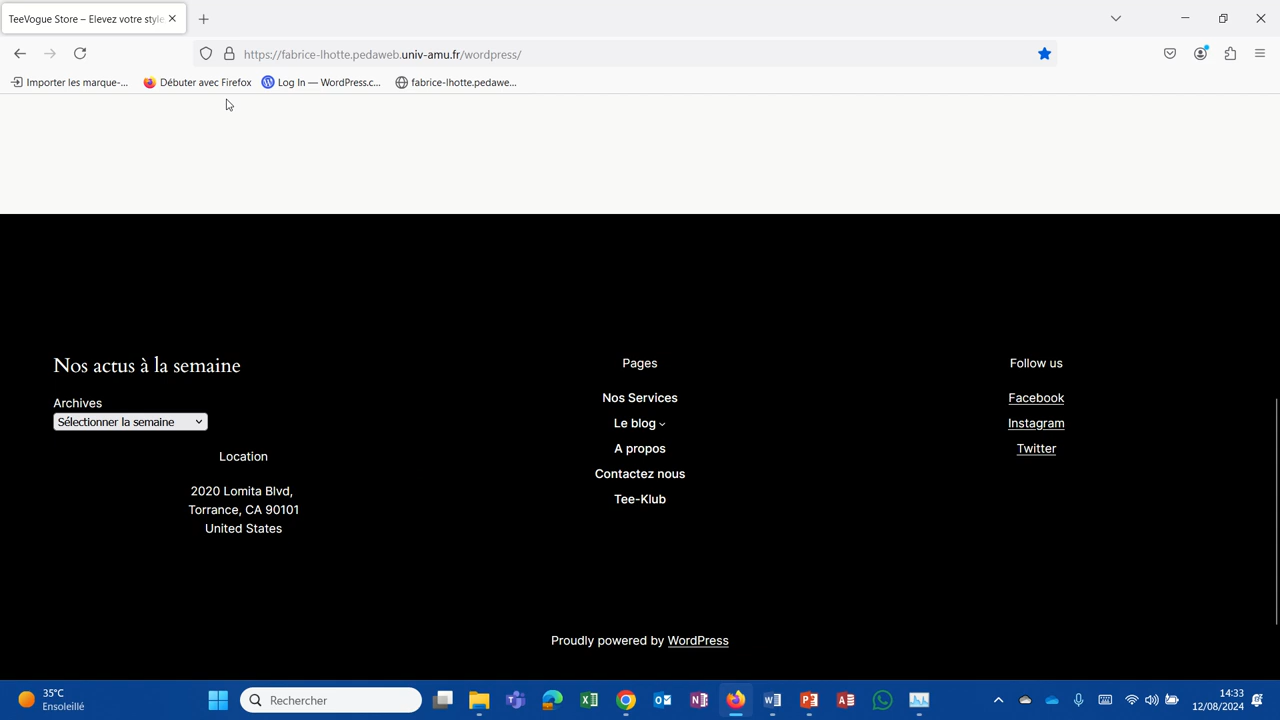 TeeVogue Store – Elevez votre style
https://fabrice-lhotte.pedaweb.univ-amu.fr/wordpress/
Importer les marque-...
Débuter avec Firefox
Log In — WordPress.c...
fabrice-lhotte.pedawe...
Nos actus à la semaine
Archives
Sélectionner la semaine
Location
2020 Lomita Blvd,
Torrance, CA 90101
United States
Pages
Nos Services
Le blog
A propos
Contactez nous
Tee-Klub
Follow us
Facebook
Instagram
Twitter
Proudly powered by WordPress
35°C
Ensoleillé
Rechercher
14:33
12/08/2024